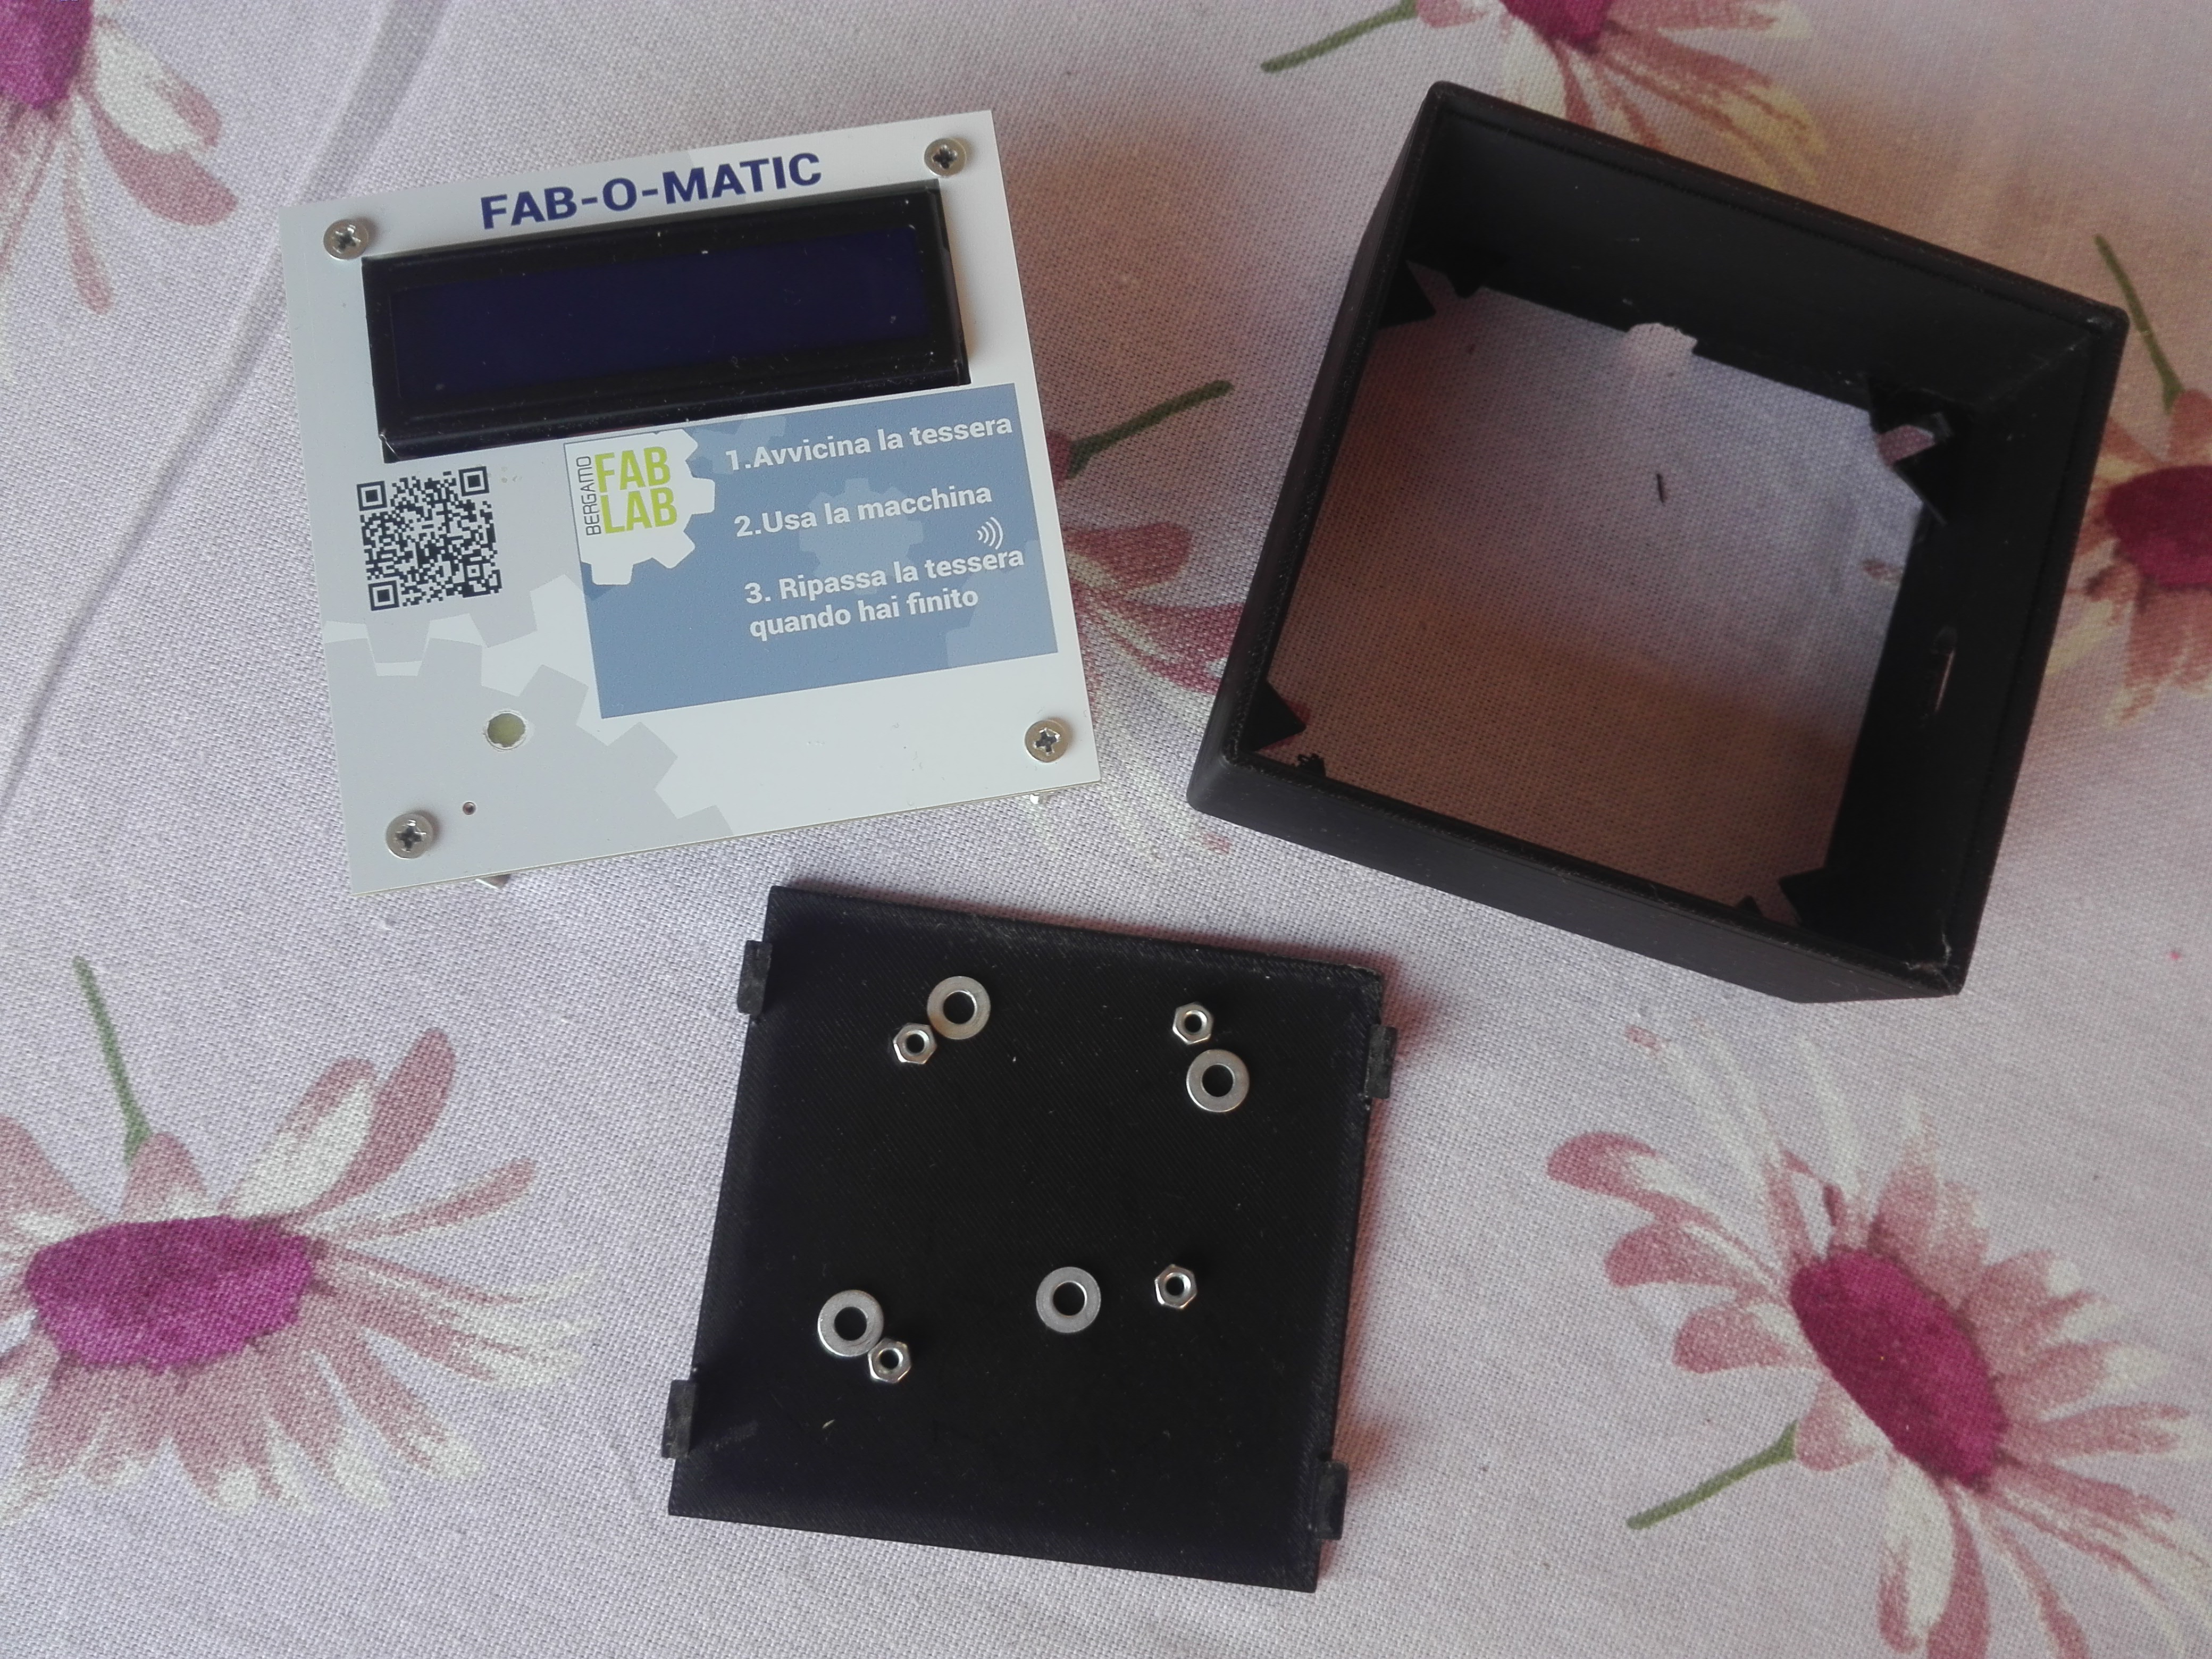 FAB-O-MATIC
BERGAMO
FAB
LAB
1.Avvicina la tessera
2.Usa la macchina
3. Ripassa la tessera
quando hai finito